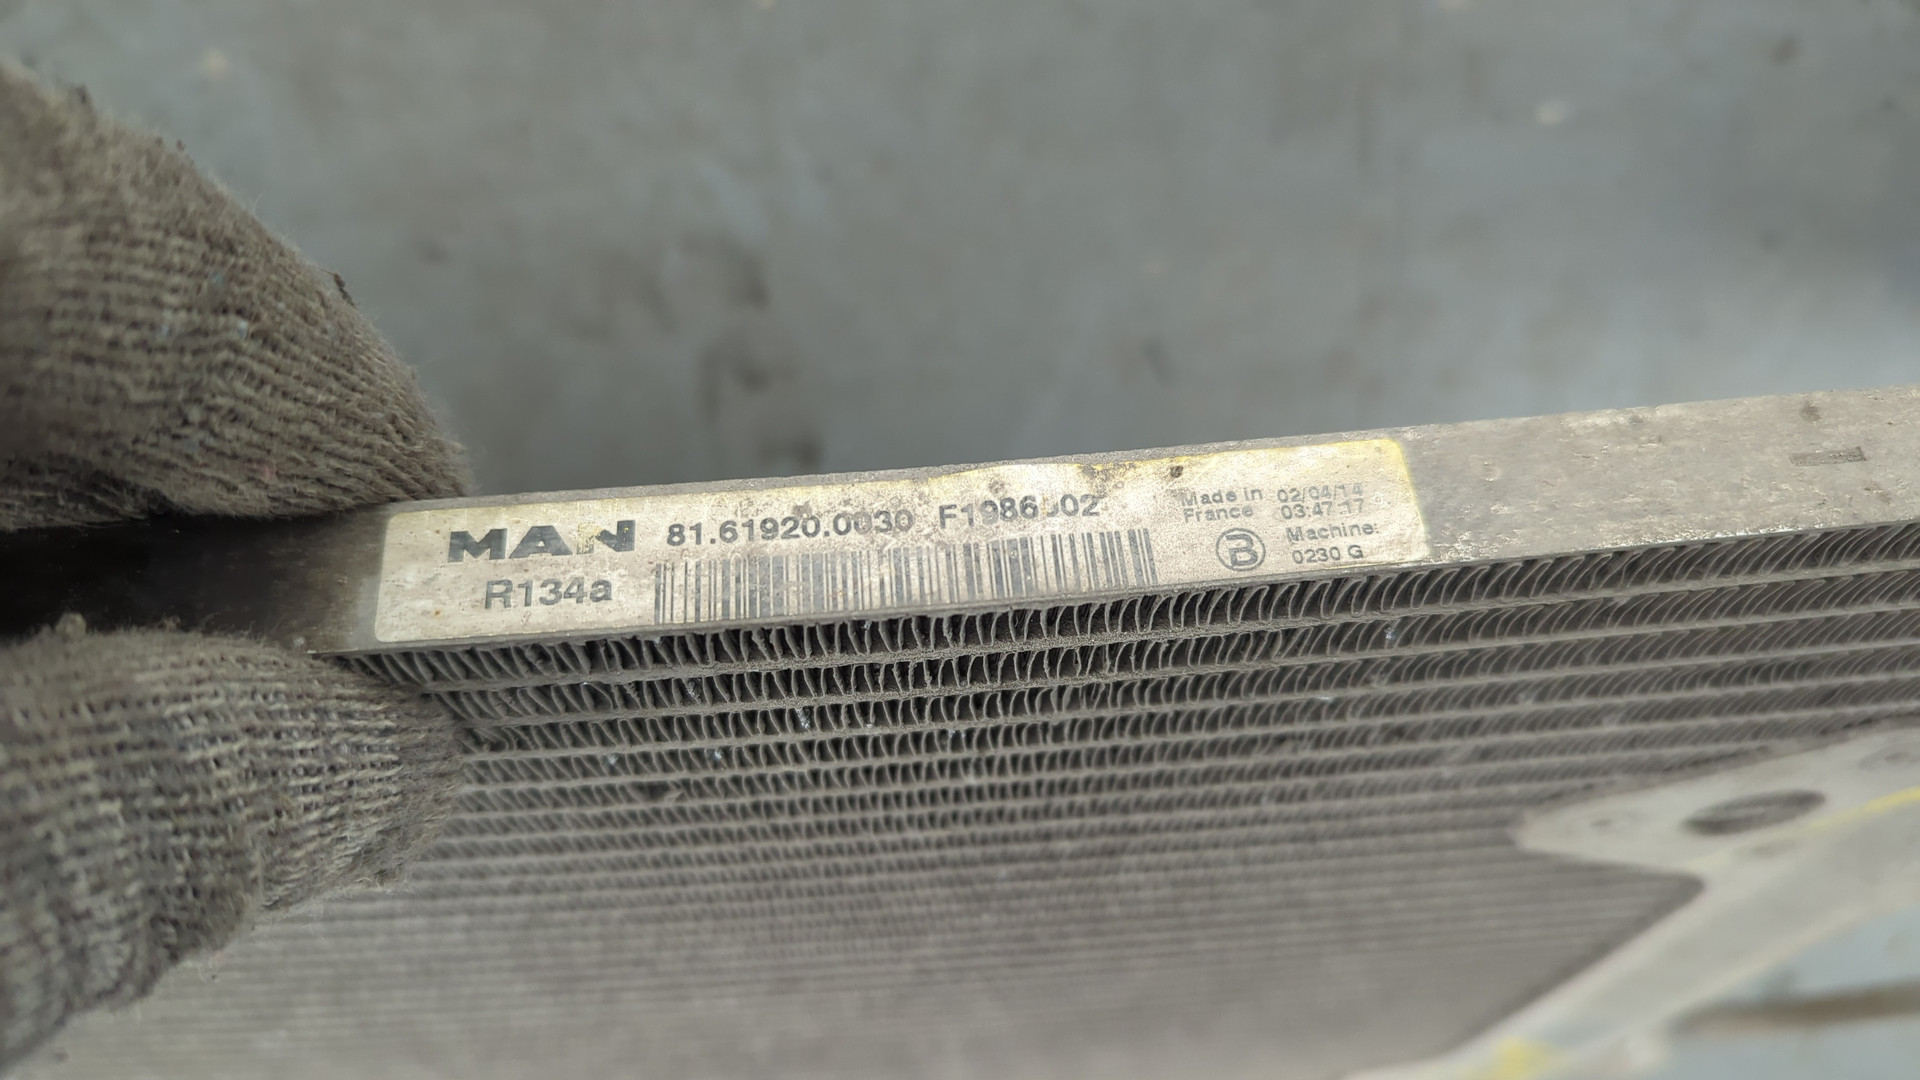 MAN 81.61920.0030
R134a
Made in 02/04/14
France 03:47:17
B
Machine:
0230 G